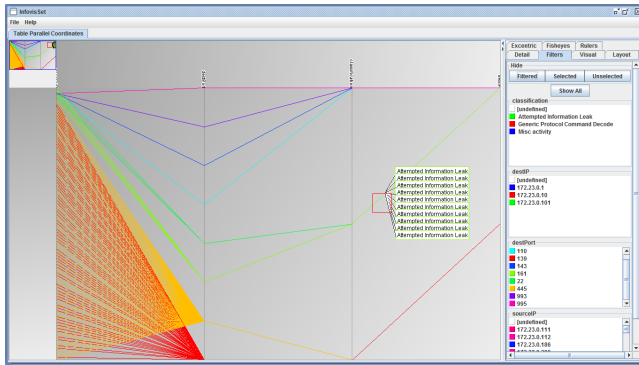 InfovisSet
File Help
Table Parallel Coordinates
Excentric Fisheyes Rulers
Detail Filters Visual Layout
Hide
Filtered Selected Unselected
Show All
classification
[undefined]
Attempted Information Leak
Generic Protocol Command Decode
Misc activity
destIP
[undefined]
172.23.0.1
172.23.0.10
172.23.0.101
destPort
110
139
143
161
22
445
993
995
sourceIP
[undefined]
172.23.0.111
172.23.0.112
172.23.0.186
Attempted Information Leak
Attempted Information Leak
Attempted Information Leak
Attempted Information Leak
Attempted Information Leak
Attempted Information Leak
Attempted Information Leak
Attempted Information Leak
Attempted Information Leak
Attempted Information Leak